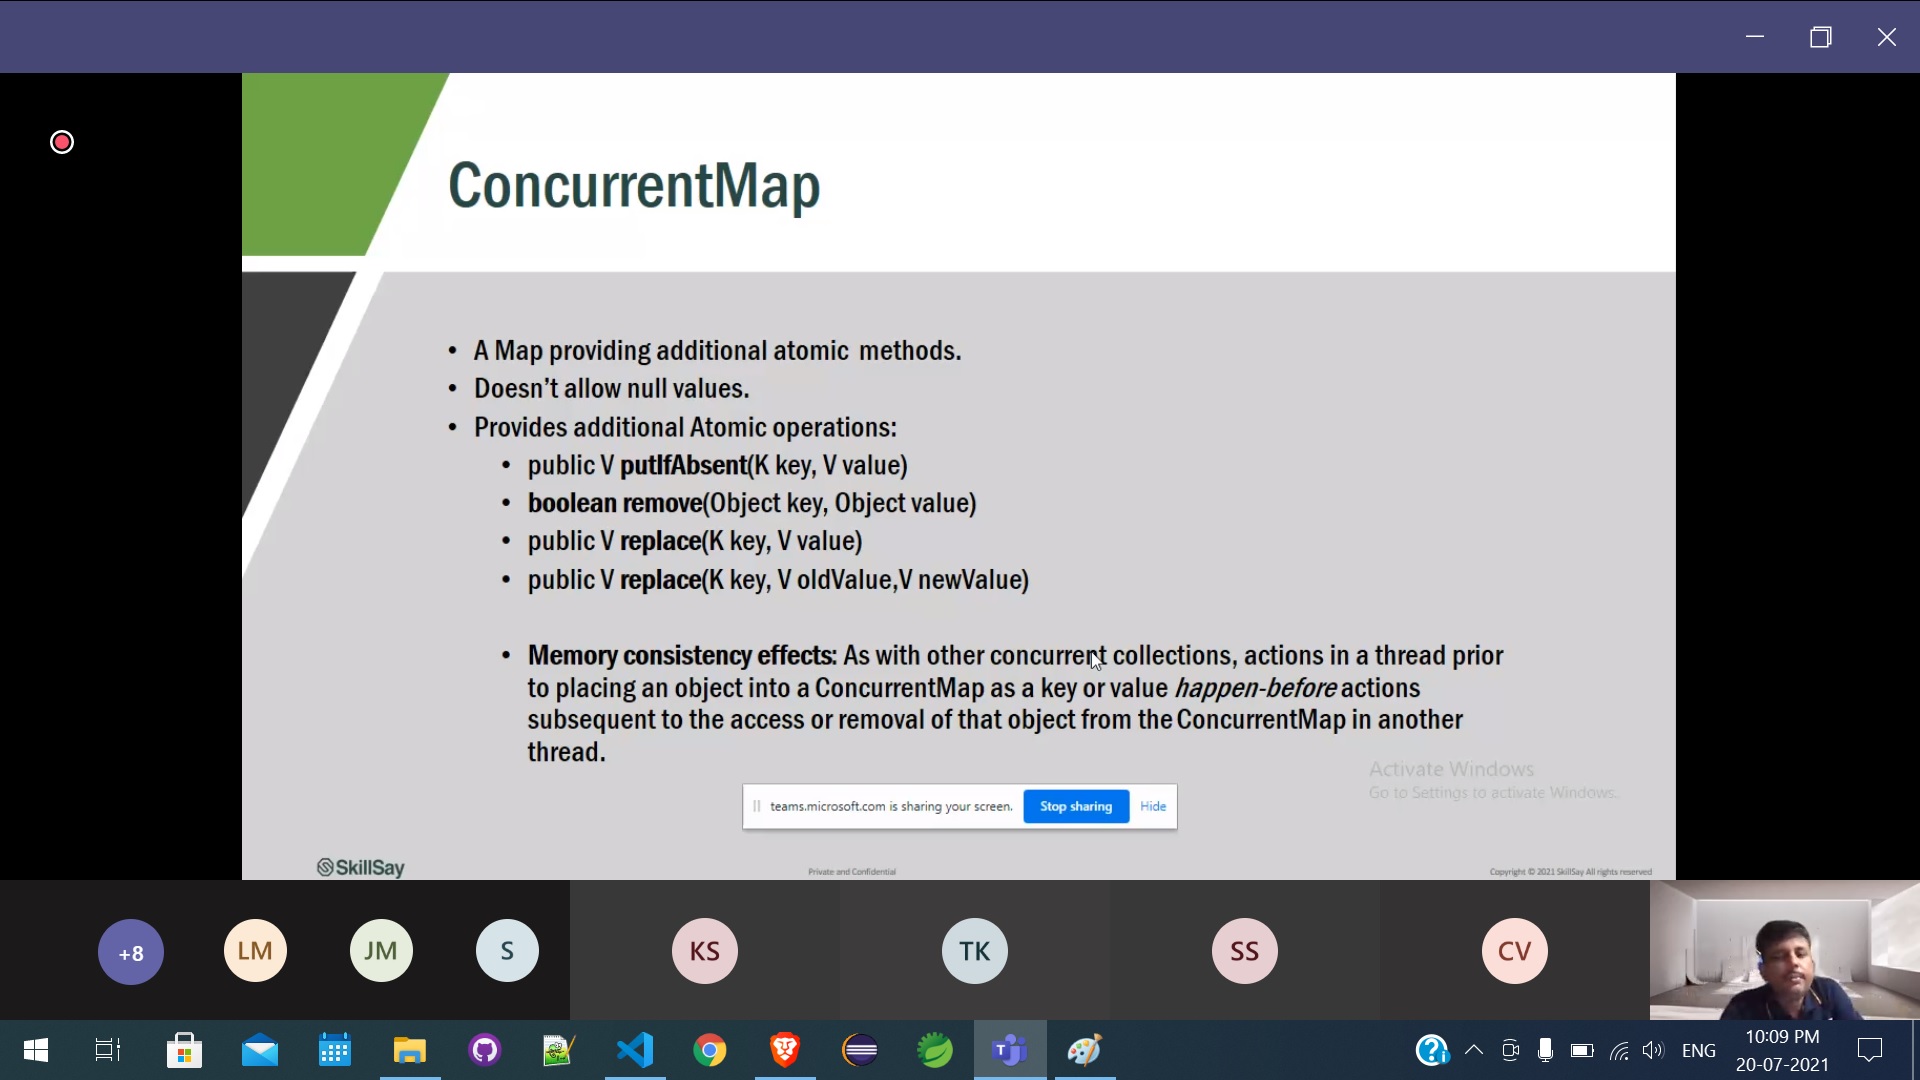 ConcurrentMap
• A Map providing additional atomic methods.
• Doesn't allow null values.
• Provides additional Atomic operations:
• public V putIfAbsent(K key, V value)
• boolean remove(Object key, Object value)
• public V replace(K key, V value)
• public V replace(K key, V oldValue,V newValue)
• Memory consistency effects: As with other concurrent collections, actions in a thread prior
to placing an object into a ConcurrentMap as a key or value happen-before actions
subsequent to the access or removal of that object from the ConcurrentMap in another
thread.
Activate Windows
Go to Settings to activate Windows.
teams.microsoft.com is sharing your screen. Stop sharing Hide
SkillSay
Private and Confidential
Copyright © 2021 SkillSay All rights reserved
+8 LM JM S KS TK SS CV
ENG
10:09 PM
20-07-2021